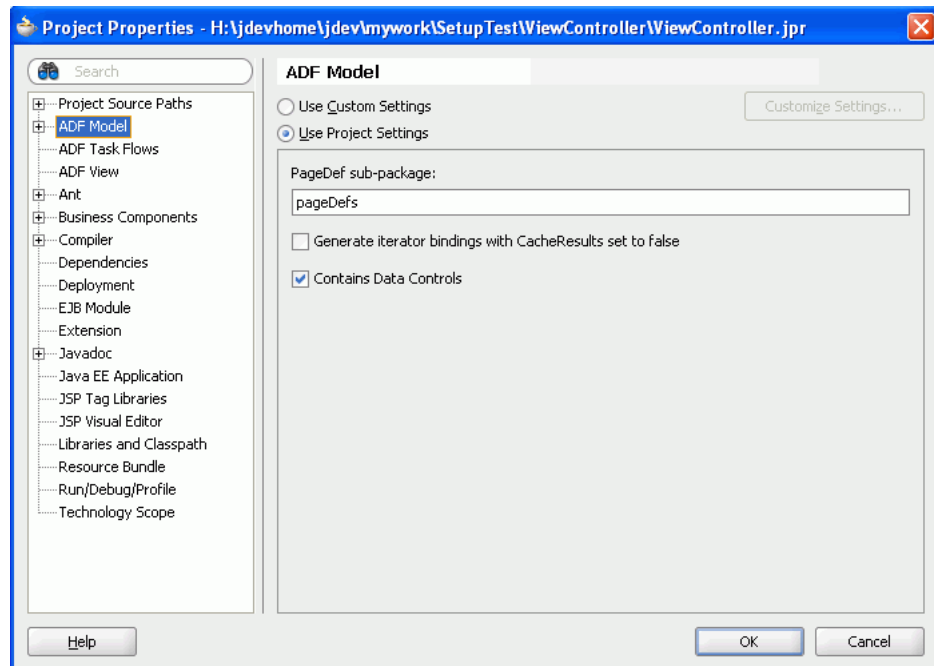 Project Properties - H:\jdevhome\jdev\mywork\SetupTest\ViewController\ViewController.jpr
Search
Project Source Paths
ADF Model
ADF Task Flows
ADF View
Ant
Business Components
Compiler
Dependencies
Deployment
EJB Module
Extension
Javadoc
Java EE Application
JSP Tag Libraries
JSP Visual Editor
Libraries and Classpath
Resource Bundle
Run/Debug/Profile
Technology Scope
ADF Model
Use Custom Settings
Customize Settings...
Use Project Settings
PageDef sub-package:
pageDefs
Generate iterator bindings with CacheResults set to false
Contains Data Controls
Help
OK
Cancel